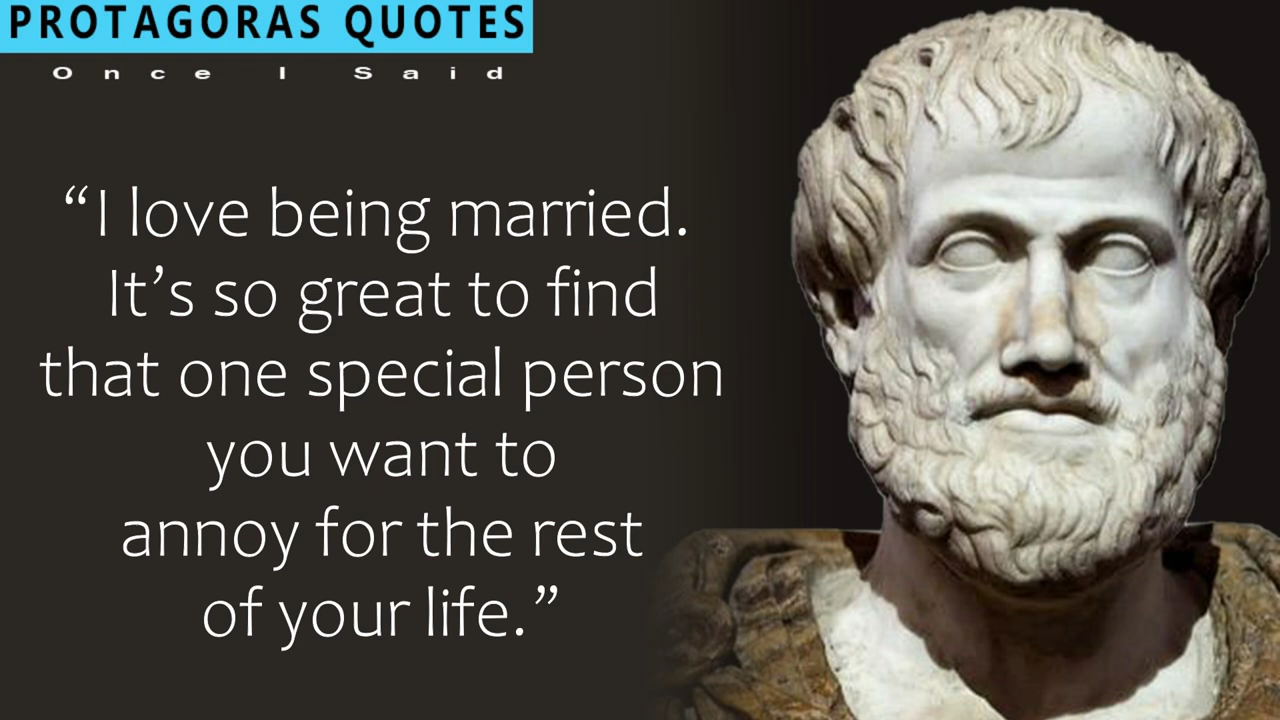 PROTAGORAS QUOTES
Once I Said
“I love being married.
It’s so great to find
that one special person
you want to
annoy for the rest
of your life.”